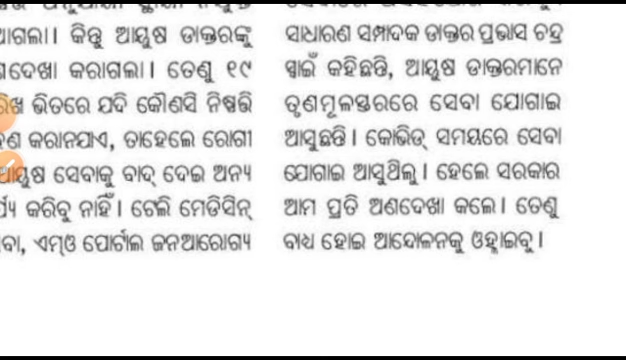 ଆଗଲା। କିନ୍ତୁ ଆୟୁଷ ଡାକ୍ତରଙ୍କୁ
ଣଦେଖା କରାଗଲା। ତେଣୁ ୧୯
ରିଖ ଭିତରେ ଯଦି କୌଣସି ନିଷ୍ପତ୍ତି
ହଣ କରାନଯାଏ, ତାହେଲେ ରୋଗୀ
ଆୟୁଷ ସେବାକୁ ବାଦ୍ ଦେଇ ଅନ୍ୟ
ର୍ଯ୍ୟ କରିବୁ ନାହିଁ। ଟେଲି ମେଡିସିନ୍
ବା, ଏମ୍ଓ ପୋର୍ଟାଲ ଜନଆରୋଗ୍ୟ
ସାଧାରଣ ସମ୍ପାଦକ ଡାକ୍ତର ପ୍ରଭାସ ଚନ୍ଦ୍ର
ସ୍ୱାଇଁ କହିଛନ୍ତି, ଆୟୁଷ ଡାକ୍ତରମାନେ
ତୃଣମୂଳସ୍ତରରେ ସେବା ଯୋଗାଇ
ଆସୁଛନ୍ତି। କୋଭିଡ୍ ସମୟରେ ସେବା
ଯୋଗାଇ ଆସୁଥିଲୁ। ହେଲେ ସରକାର
ଆମ ପ୍ରତି ଅଣଦେଖା କଲେ। ତେଣୁ
ବାଧ୍ୟ ହୋଇ ଆନ୍ଦୋଳନକୁ ଓହ୍ଲାଇବୁ।